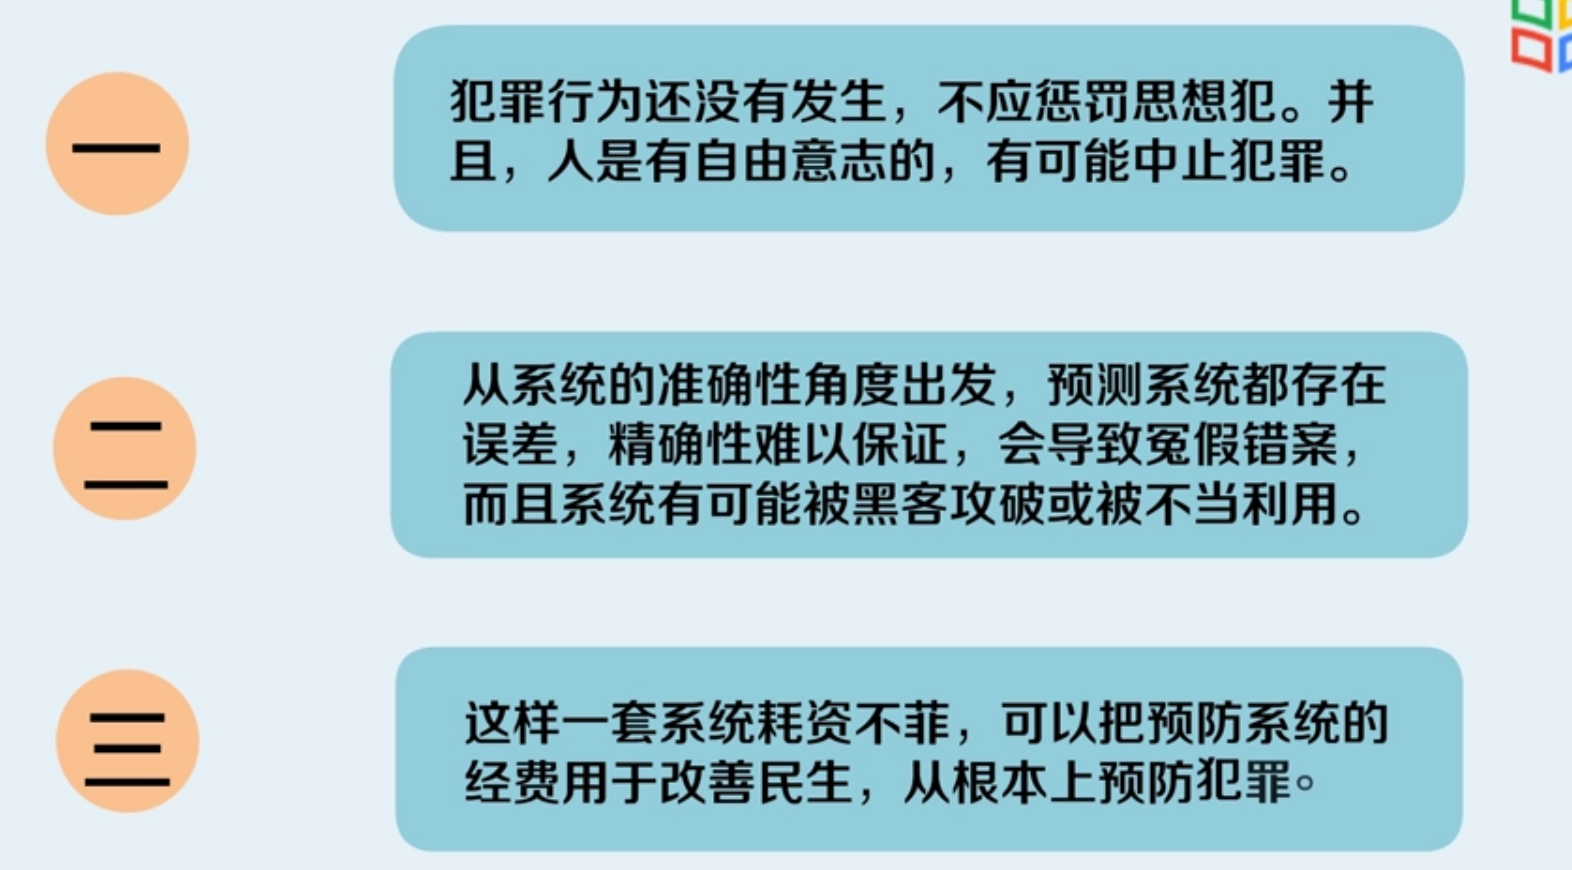 一
犯罪行为还没有发生，不应惩罚思想犯。并
且，人是有自由意志的，有可能中止犯罪。
二
从系统的准确性角度出发，预测系统都存在
误差，精确性难以保证，会导致冤假错案，
而且系统有可能被黑客攻破或被不当利用。
三
这样一套系统耗资不菲，可以把预防系统的
经费用于改善民生，从根本上预防犯罪。